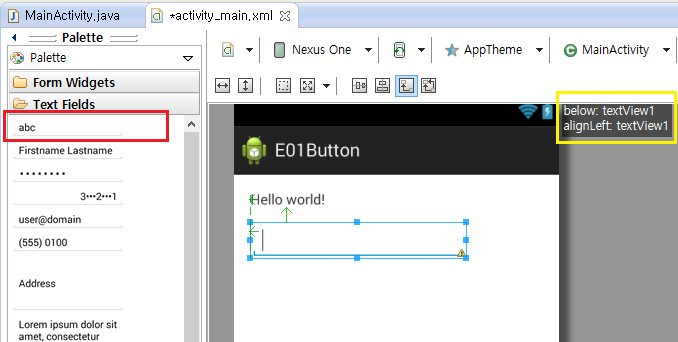 MainActivity.java
*activity_main.xml
Palette
Palette
Form Widgets
Text Fields
abc
Firstname Lastname
••••••••
3•••2•••1
user@domain
(555) 0100
Address
Lorem ipsum dolor sit
amet, consectetur
Nexus One
AppTheme
MainActivity
below: textView1
alignLeft: textView1
E01Button
Hello world!